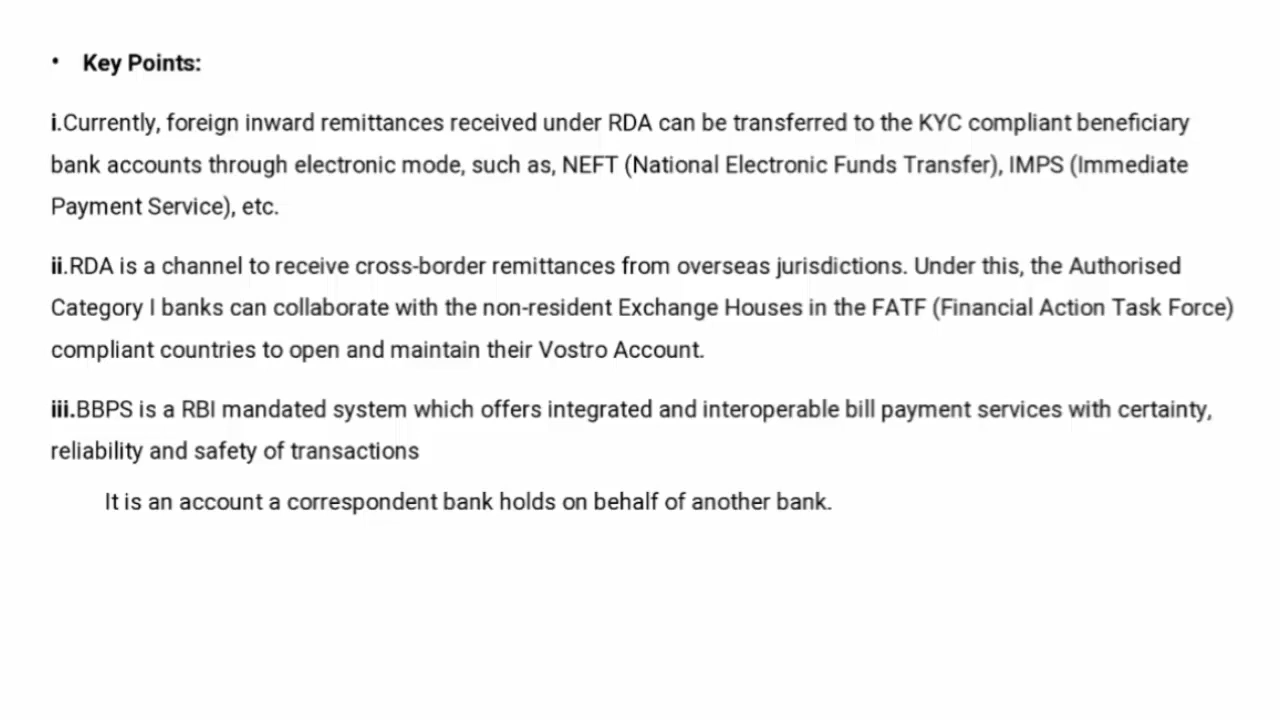 • Key Points:
i.Currently, foreign inward remittances received under RDA can be transferred to the KYC compliant beneficiary
bank accounts through electronic mode, such as, NEFT (National Electronic Funds Transfer), IMPS (Immediate
Payment Service), etc.
ii.RDA is a channel to receive cross-border remittances from overseas jurisdictions. Under this, the Authorised
Category I banks can collaborate with the non-resident Exchange Houses in the FATF (Financial Action Task Force)
compliant countries to open and maintain their Vostro Account.
iii.BBPS is a RBI mandated system which offers integrated and interoperable bill payment services with certainty,
reliability and safety of transactions
It is an account a correspondent bank holds on behalf of another bank.